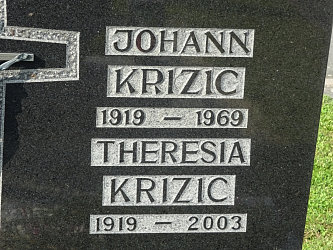 JOHANN
KRIZIC
1919 — 1969
THERESIA
KRIZIC
1919 - 2003